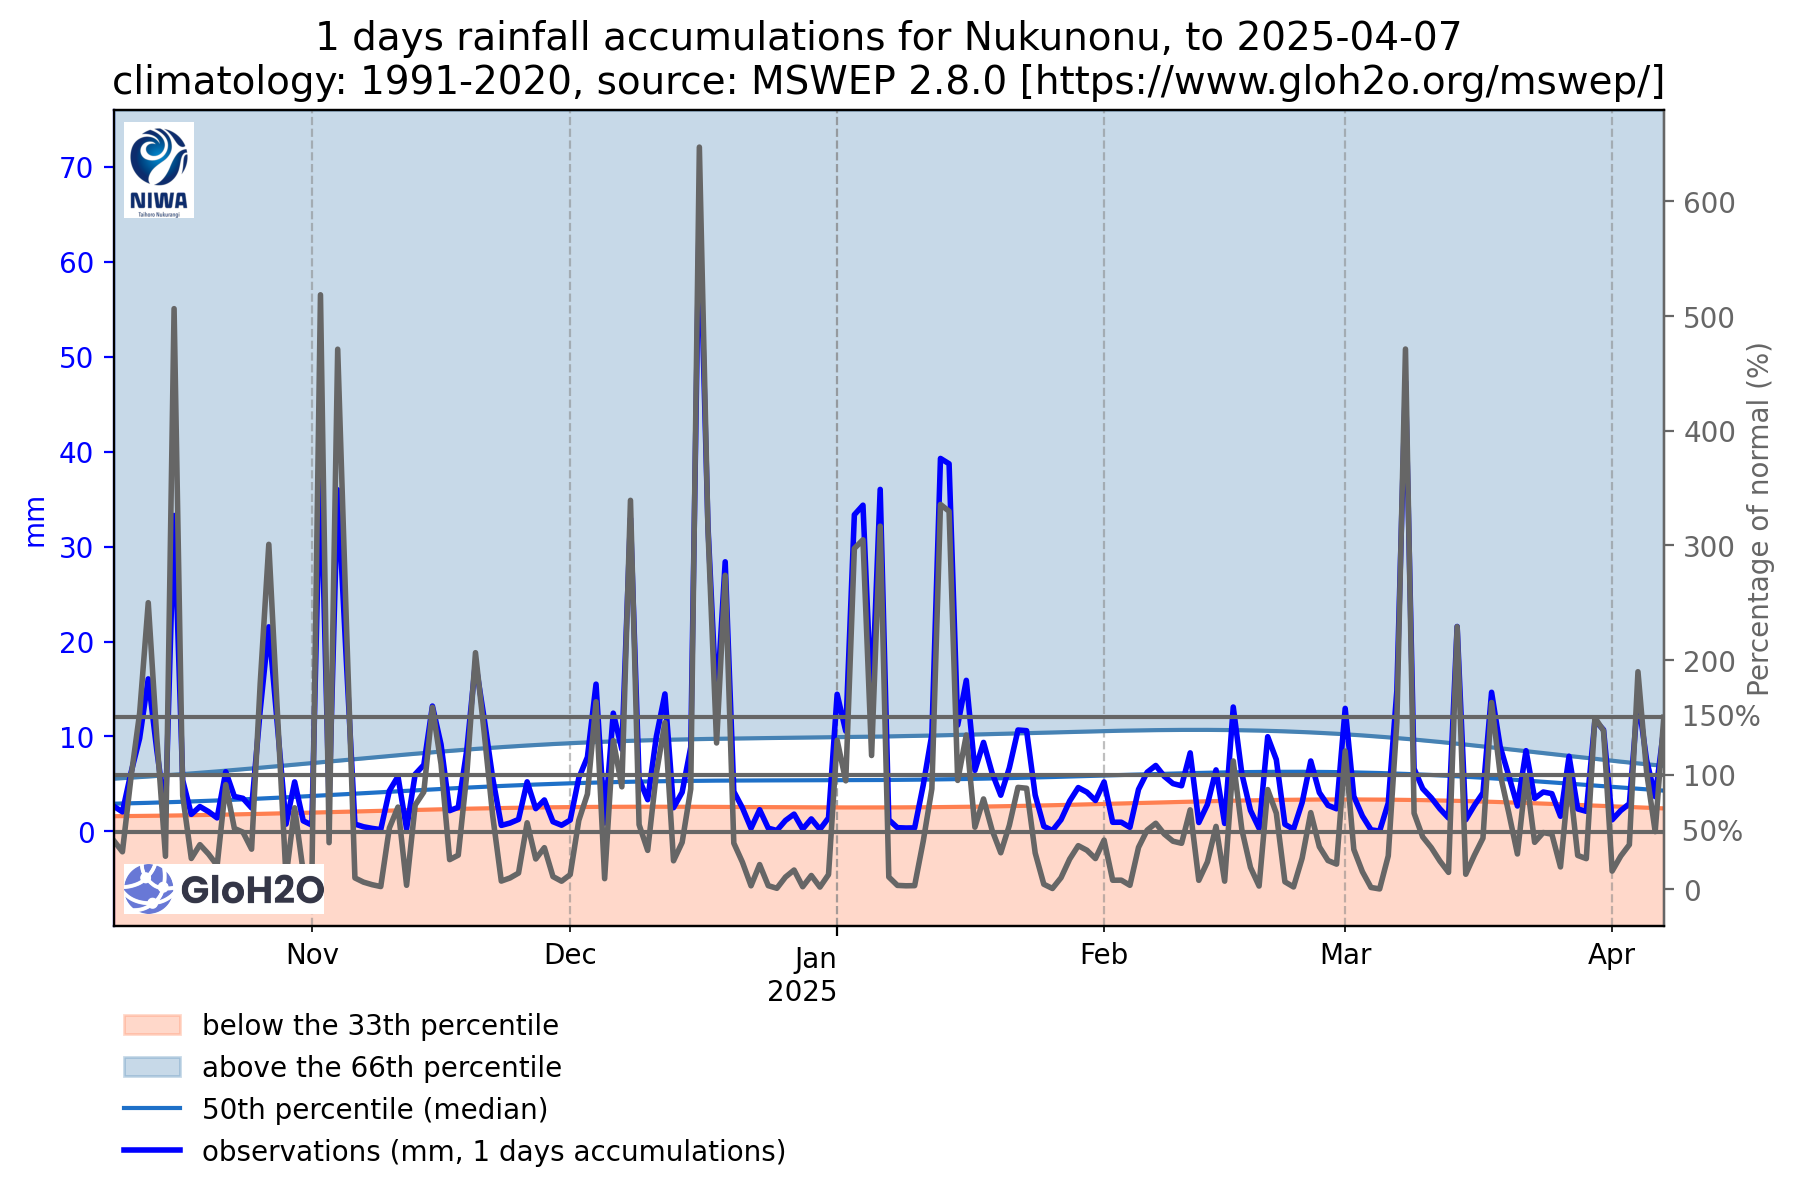 1 days rainfall accumulations for Nukunonu, to 2025-04-07
climatology: 1991-2020, source: MSWEP 2.8.0 [https://www.gloh2o.org/mswep/]
NIWA
Taihoro Nukurangi
70
60
50
40
30
20
10
0
mm
600
500
400
300
200
150%
100
50%
0
Percentage of normal (%)
GloH2O
Nov
Dec
Jan
2025
Feb
Mar
Apr
below the 33th percentile
above the 66th percentile
50th percentile (median)
observations (mm, 1 days accumulations)